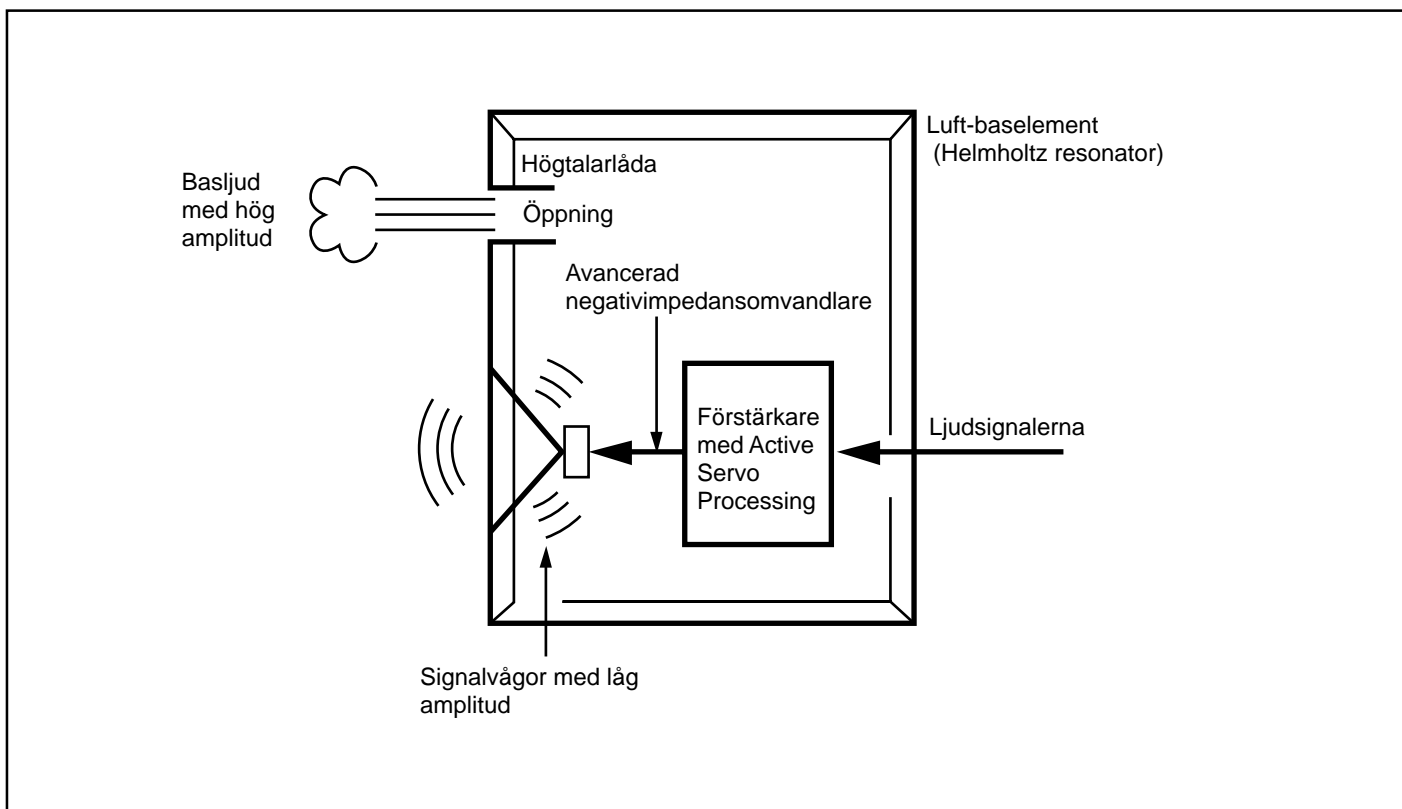 Luft-baselement
(Helmholtz resonator)
Högtalarlåda
Basljud
med hög
amplitud
Öppning
Avancerad
negativimpedansomvandlare
Förstärkare
med Active
Servo
Processing
Ljudsignalerna
Signalvågor med låg
amplitud